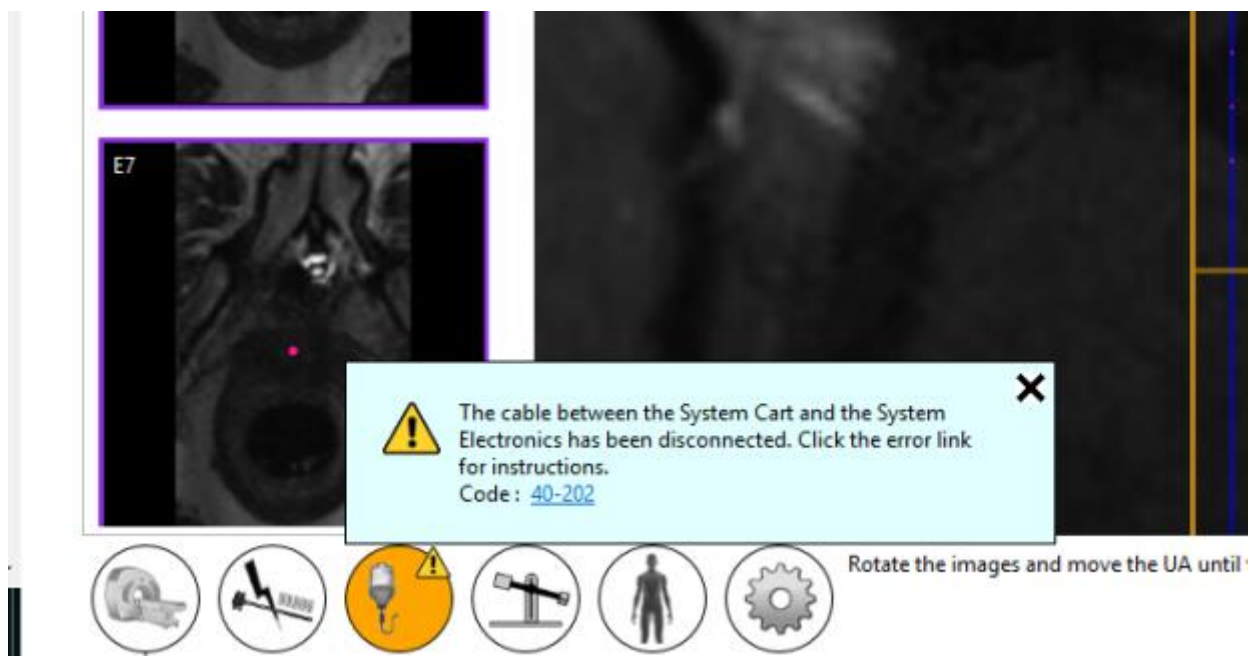 E7
The cable between the System Cart and the System
Electronics has been disconnected. Click the error link
for instructions.
Code : 40-202
Rotate the images and move the UA until